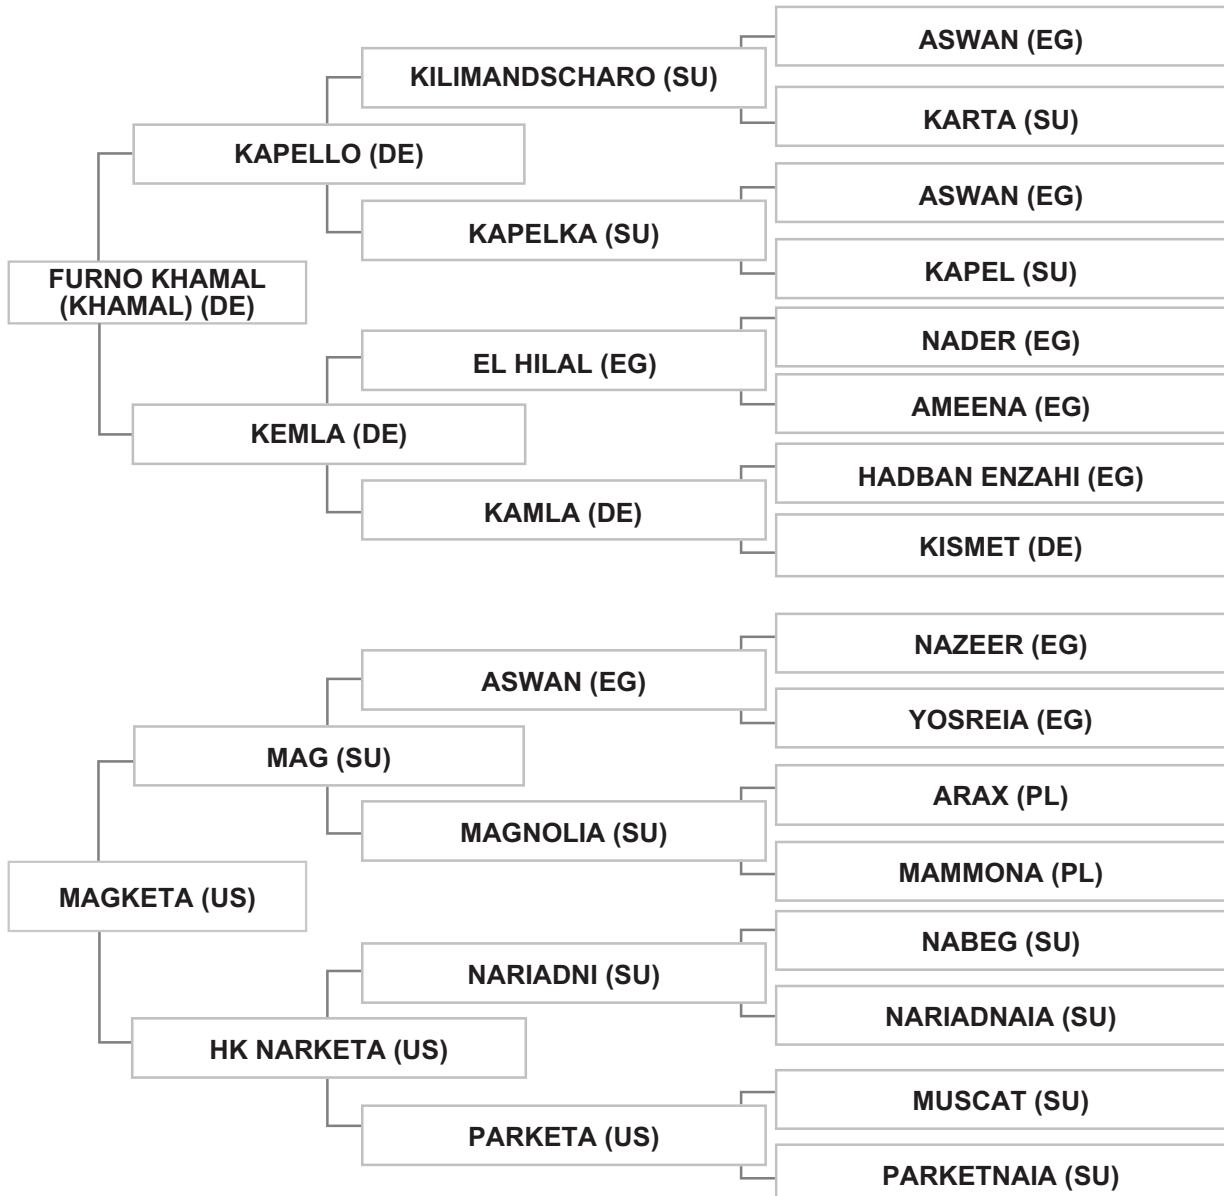 ASWAN (EG)
KILIMANDSCHARO (SU)
KARTA (SU)
KAPELLO (DE)
ASWAN (EG)
KAPELKA (SU)
KAPEL (SU)
FURNO KHAMAL
(KHAMAL) (DE)
NADER (EG)
EL HILAL (EG)
AMEENA (EG)
KEMLA (DE)
HADBAN ENZAHI (EG)
KAMLA (DE)
KISMET (DE)
NAZEER (EG)
ASWAN (EG)
YOSREIA (EG)
MAG (SU)
ARAX (PL)
MAGNOLIA (SU)
MAMMONA (PL)
MAGKETA (US)
NABEG (SU)
NARIADNI (SU)
NARIADNAIA (SU)
HK NARKETA (US)
MUSCAT (SU)
PARKETA (US)
PARKETNAIA (SU)